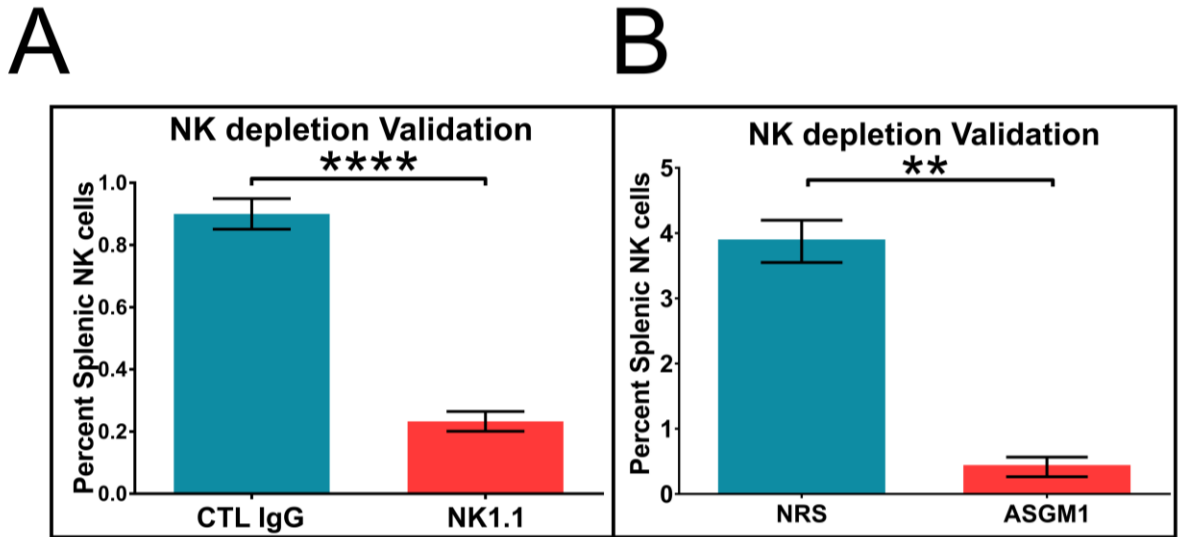 A
B
NK depletion Validation
****
Percent Splenic NK cells
1.0
0.8
0.6
0.4
0.2
0.0
CTL IgG
NK1.1
NK depletion Validation
**
Percent Splenic NK cells
5
4
3
2
1
0
NRS
ASGM1